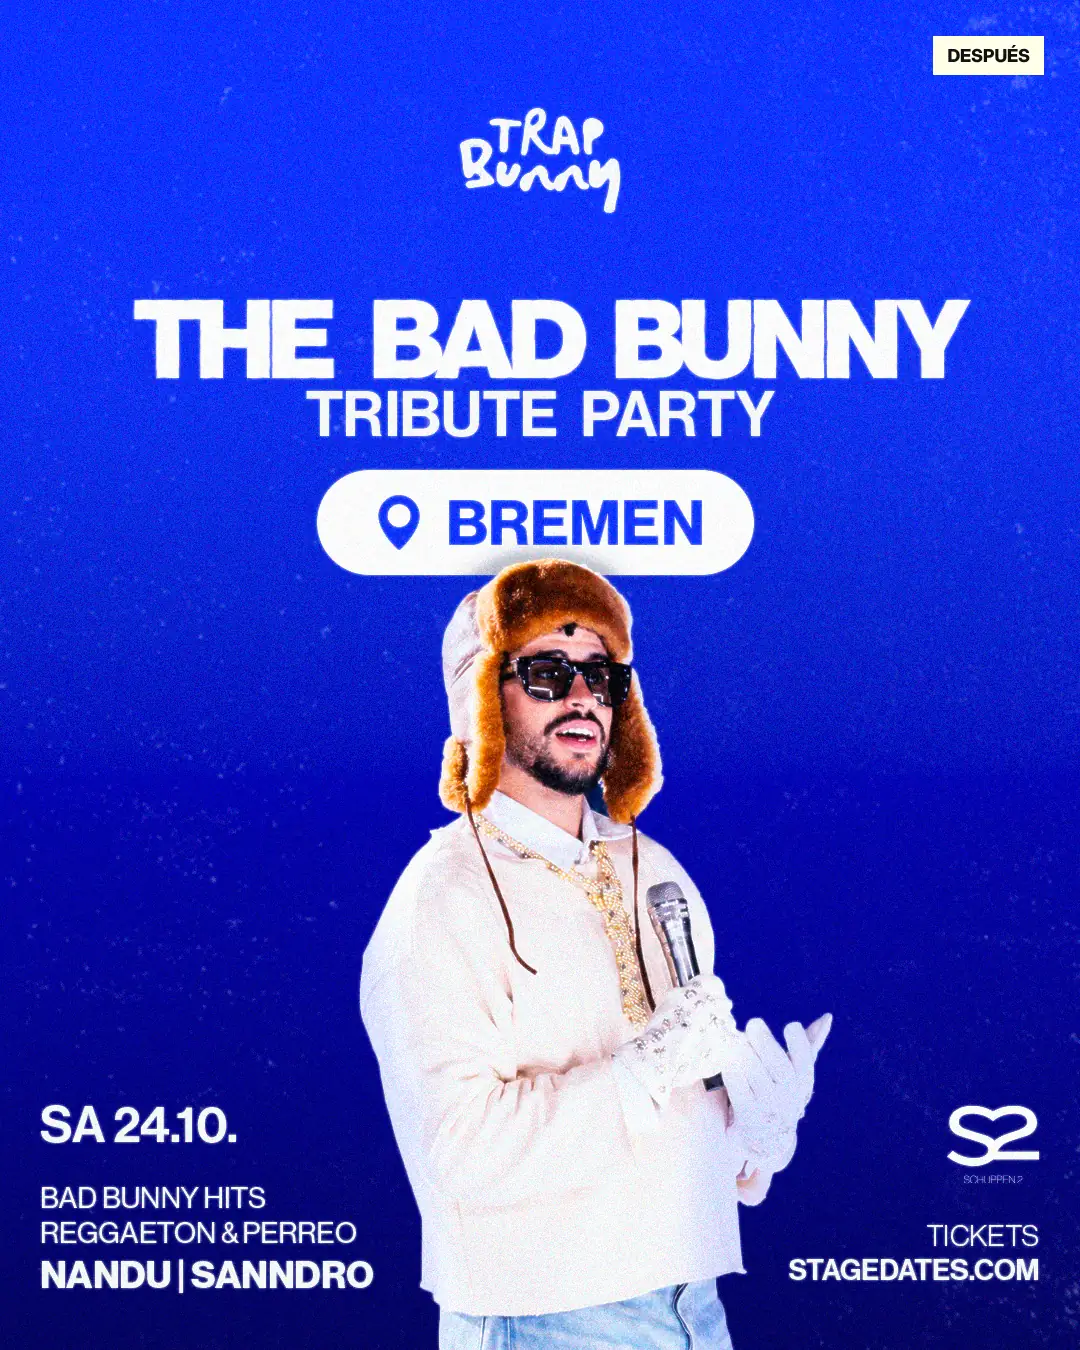 DESPUÉS
TRAP
Bunny
THE BAD BUNNY
TRIBUTE PARTY
BREMEN
SA 24.10.
BAD BUNNY HITS
REGGAETON & PERREO
NANDU | SANNDRO
S2
SCHUPPEN 2
TICKETS
STAGEDATES.COM